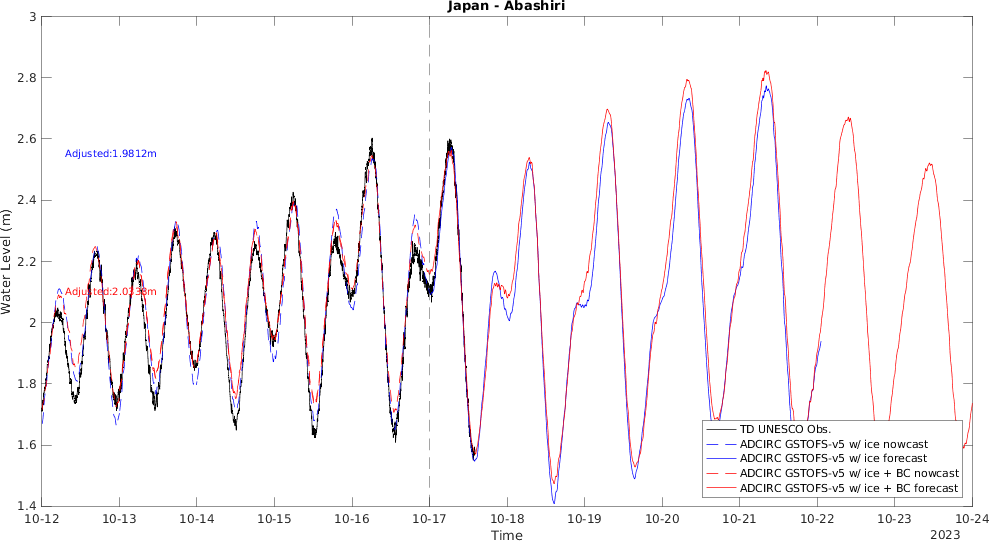 Japan - Abashiri
3
2.8
2.6
2.4
2.2
2
1.8
1.6
1.4
Water Level (m)
Adjusted:1.9812m
Adjusted:2.0338m
TD UNESCO Obs.
ADCIRC GSTOFS-v5 w/ ice nowcast
ADCIRC GSTOFS-v5 w/ ice forecast
ADCIRC GSTOFS-v5 w/ ice + BC nowcast
ADCIRC GSTOFS-v5 w/ ice + BC forecast
10-12 10-13 10-14 10-15 10-16 10-17 10-18 10-19 10-20 10-21 10-22 10-23 10-24
Time
2023